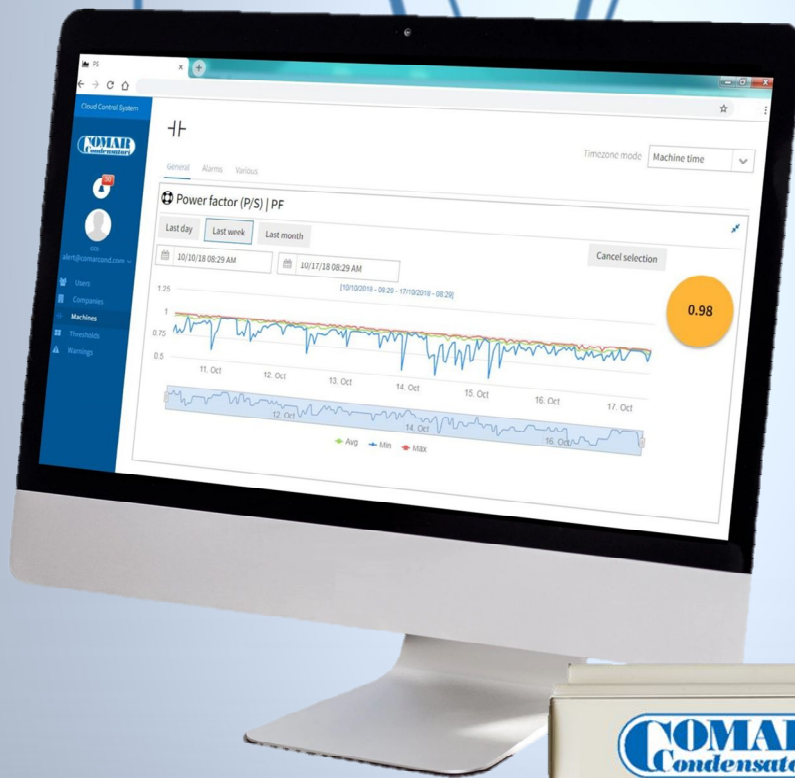 PS
Cloud Control System
COMAR
Condensatori
30
cos
alert@comarcond.com
Users
Companies
Machines
Thresholds
Warnings
Timezone mode Machine time
General Alarms Various
Power factor (P/S) | PF
Last day Last week Last month
Cancel selection
10/10/18 08:29 AM 10/17/18 08:29 AM
[10/10/2018 - 08:29 - 17/10/2018 - 08:29]
0.98
1.25
1
0.75
0.5
11. Oct 12. Oct 13. Oct 14. Oct 15. Oct 16. Oct 17. Oct
12. Oct 14. Oct 16. Oct
Avg Min Max
COMAR
Condensato